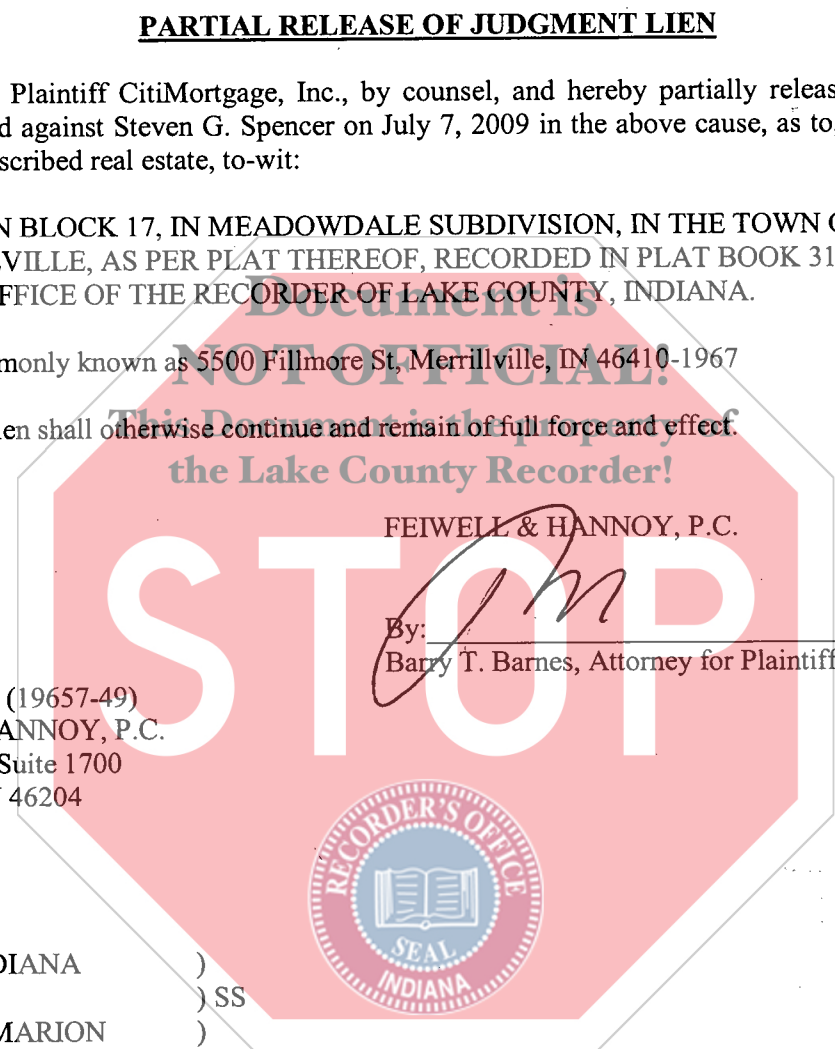 PARTIAL RELEASE OF JUDGMENT LIEN
Plaintiff CitiMortgage, Inc., by counsel, and hereby partially releas
d against Steven G. Spencer on July 7, 2009 in the above cause, as to
scribed real estate, to-wit:
N BLOCK 17, IN MEADOWDALE SUBDIVISION, IN THE TOWN
VILLE, AS PER PLAT THEREOF, RECORDED IN PLAT BOOK 31
FFICE OF THE RECORDER OF LAKE COUNTY, INDIANA.
Document is
monly known as 5500 Fillmore St, Merrillville, IN 46410-1967
NOT OFFICIAL!
en shall otherwise continue and remain of full force and effect.
This Document is the property of
the Lake County Recorder!
FEIWELL & HANNOY, P.C.
STOP
By:
Barry T. Barnes, Attorney for Plaintiff
(19657-49)
ANNOY, P.C.
Suite 1700
46204
RECORDER'S OFFICE
SEAL
INDIANA
DIANA )
) SS
MARION )